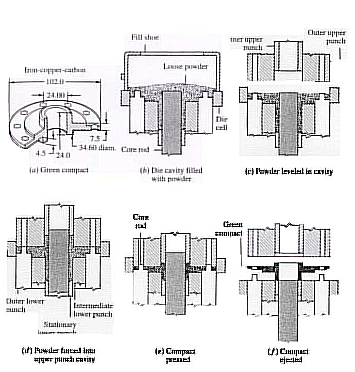 Fill shoe
Loose powder
Die
cell
Core rod
(b) Die cavity filled
with powder
Iron-copper-carbon
102.0
24.00
7.5
34.60 diam.
4.5
24.0
(a) Green compact
Outer upper
punch
upper
punch
(c) Powder leveled in cavity
Outer lower
punch
Intermediate
lower punch
Stationary
lower punch
(d) Powder forced into
upper punch cavity
Core
rod
(e) Compact
pressed
Green
compact
(f) Compact
ejected